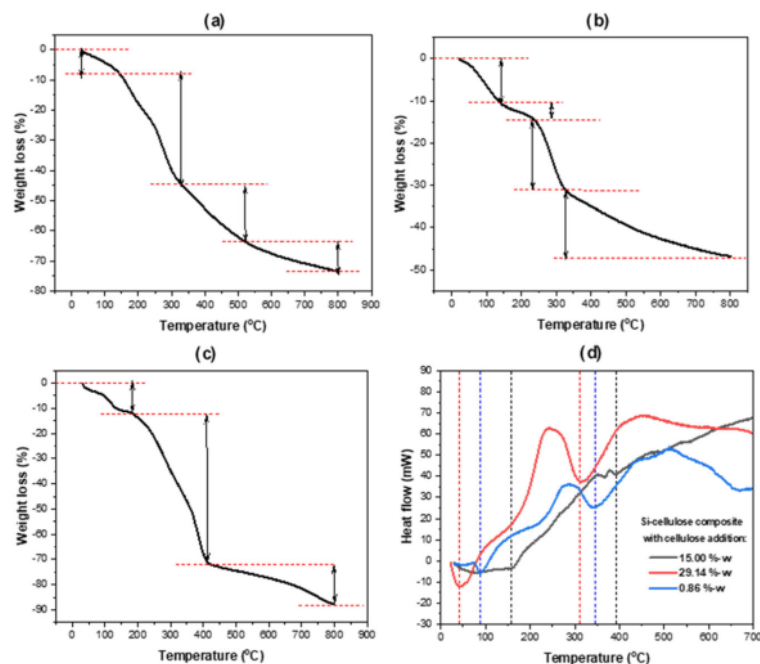 (a)
0
-10
-20
-30
-40
-50
-60
-70
-80
0 100 200 300 400 500 600 700 800 900
Weight loss (%)
Temperature (°C)
(b)
0
-10
-20
-30
-40
-50
0 100 200 300 400 500 600 700 800
Weight loss (%)
Temperature (°C)
(c)
0
-10
-20
-30
-40
-50
-60
-70
-80
-90
0 100 200 300 400 500 600 700 800 900
Weight loss (%)
Temperature (°C)
(d)
90
80
70
60
50
40
30
20
10
0
-10
-20
-30
0 100 200 300 400 500 600 700
Heat flow (mW)
Temperature (°C)
Si-cellulose composite
with cellulose addition:
15.00 %-w
29.14 %-w
0.86 %-w